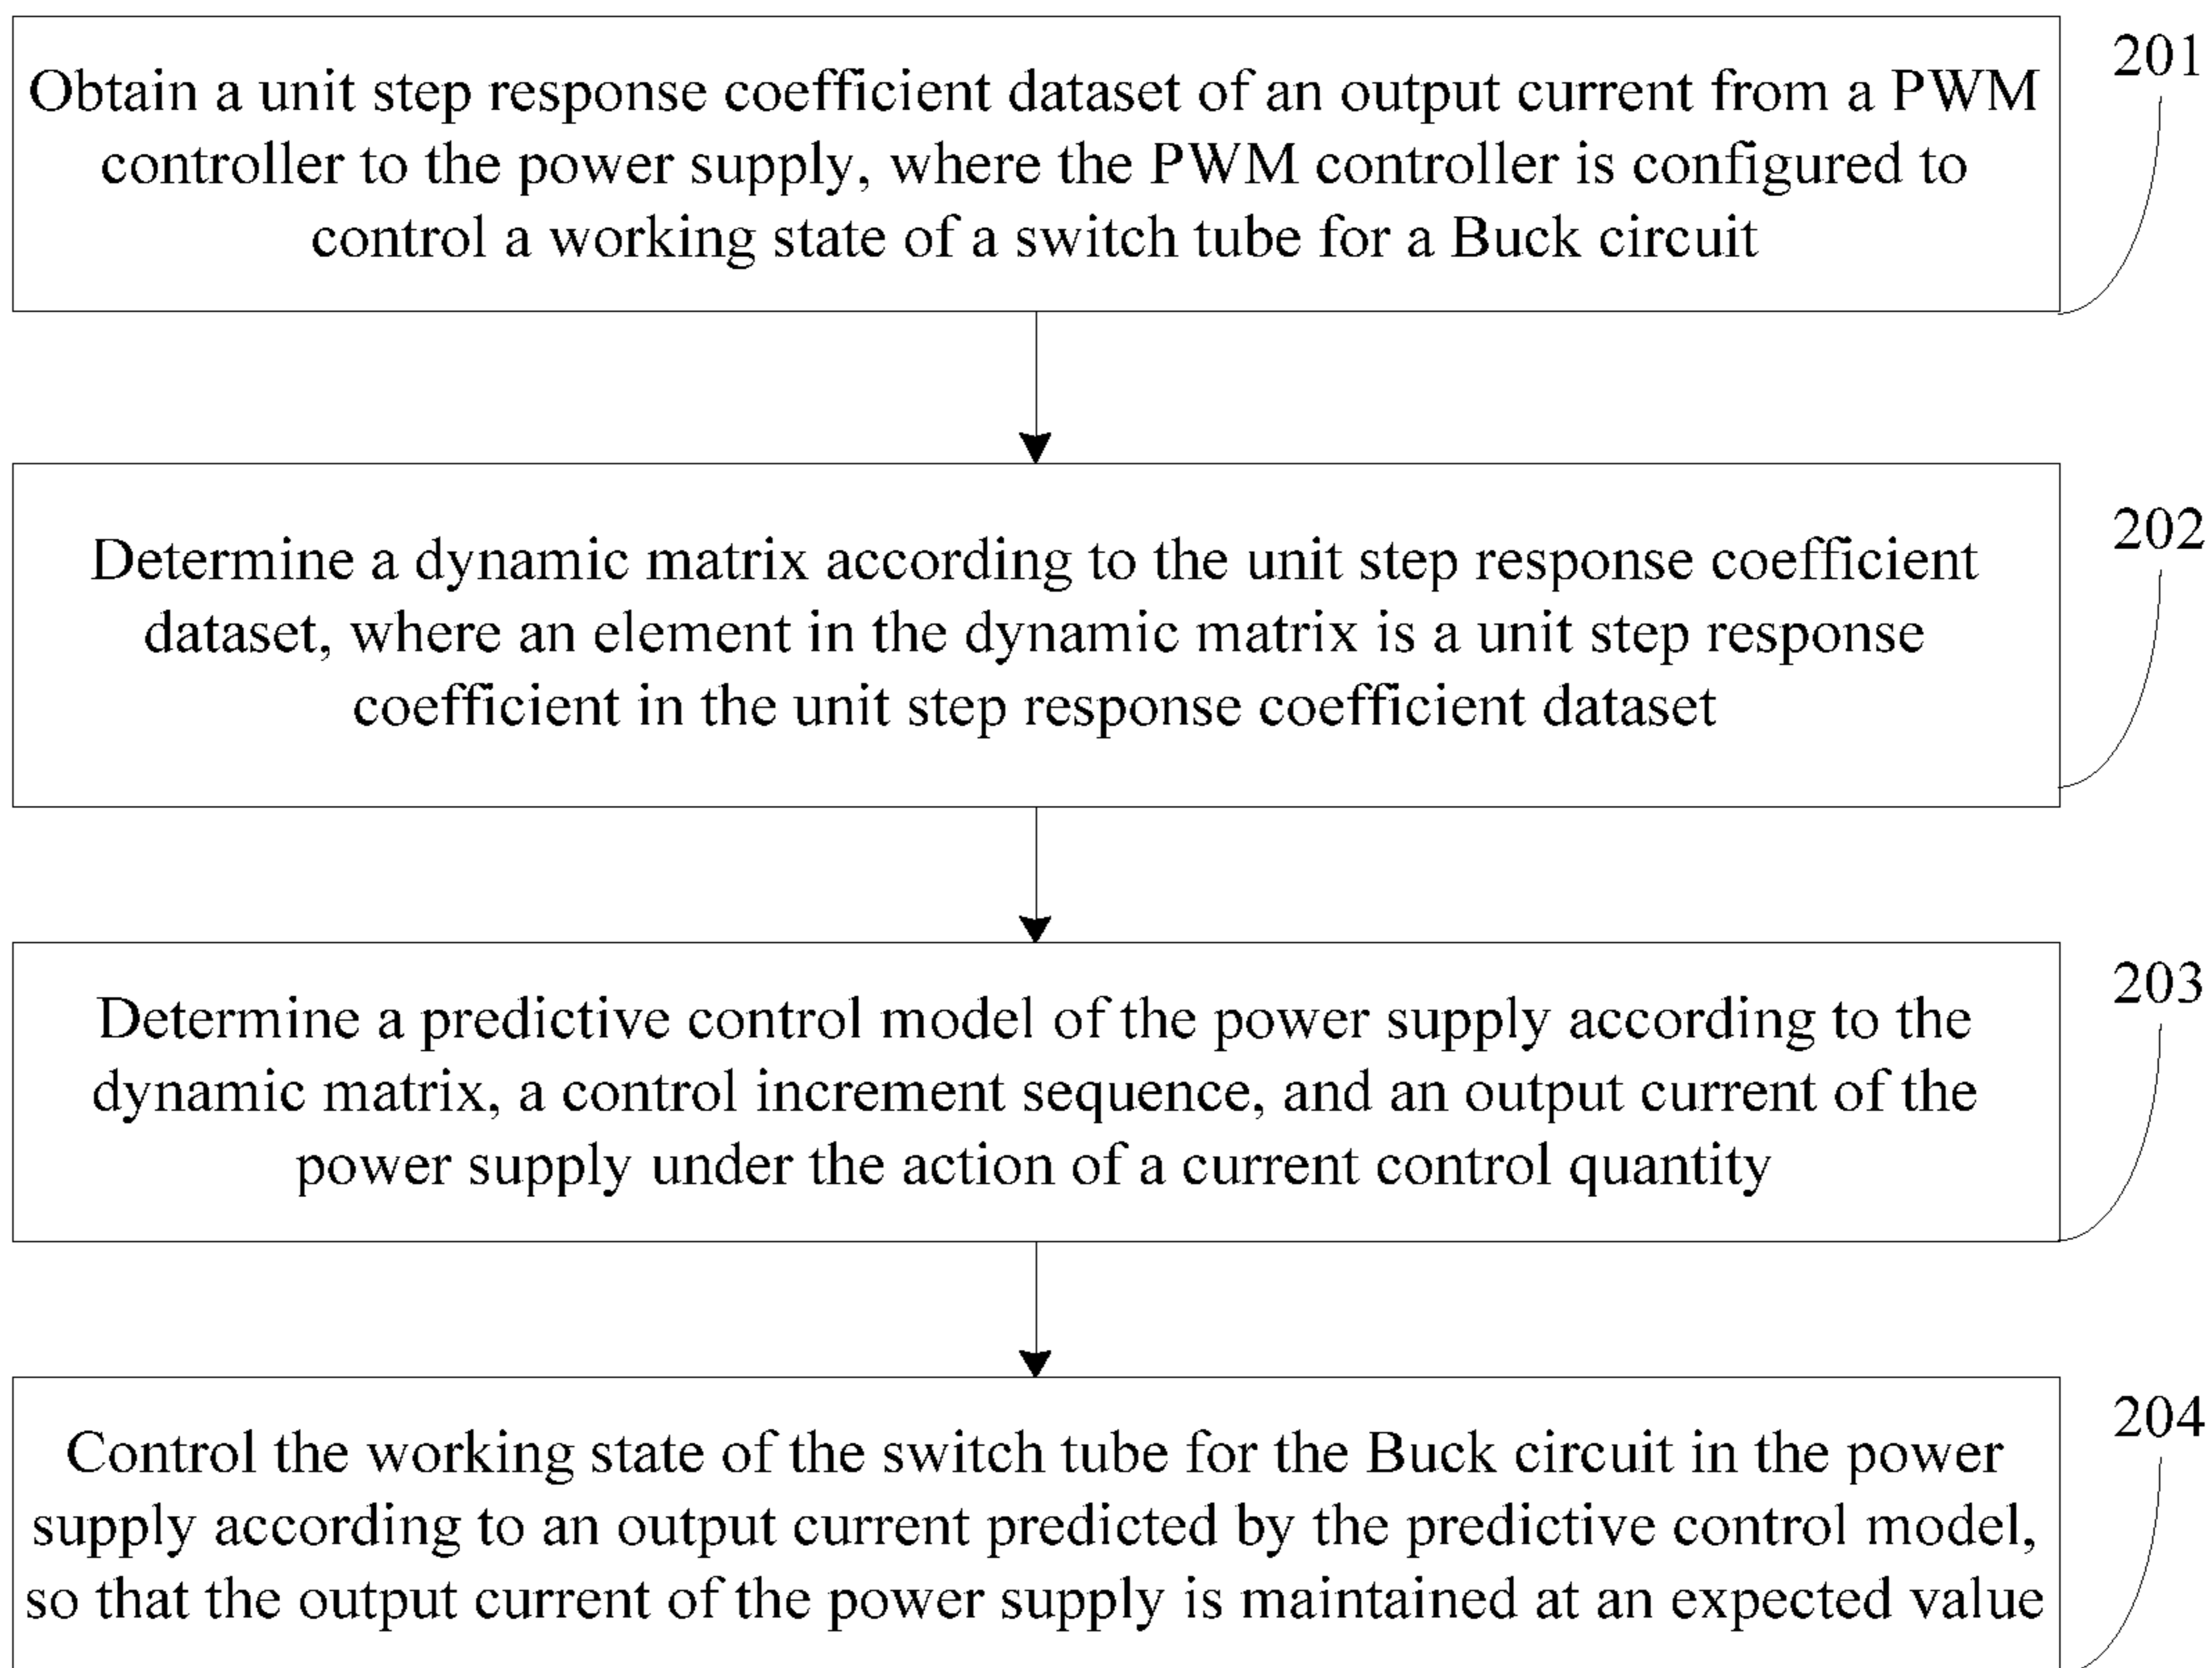 Obtain a unit step response coefficient dataset of an output current from a PWM
controller to the power supply, where the PWM controller is configured to
control a working state of a switch tube for a Buck circuit
201
Determine a dynamic matrix according to the unit step response coefficient
dataset, where an element in the dynamic matrix is a unit step response
coefficient in the unit step response coefficient dataset
202
Determine a predictive control model of the power supply according to the
dynamic matrix, a control increment sequence, and an output current of the
power supply under the action of a current control quantity
203
Control the working state of the switch tube for the Buck circuit in the power
supply according to an output current predicted by the predictive control model,
so that the output current of the power supply is maintained at an expected value
204